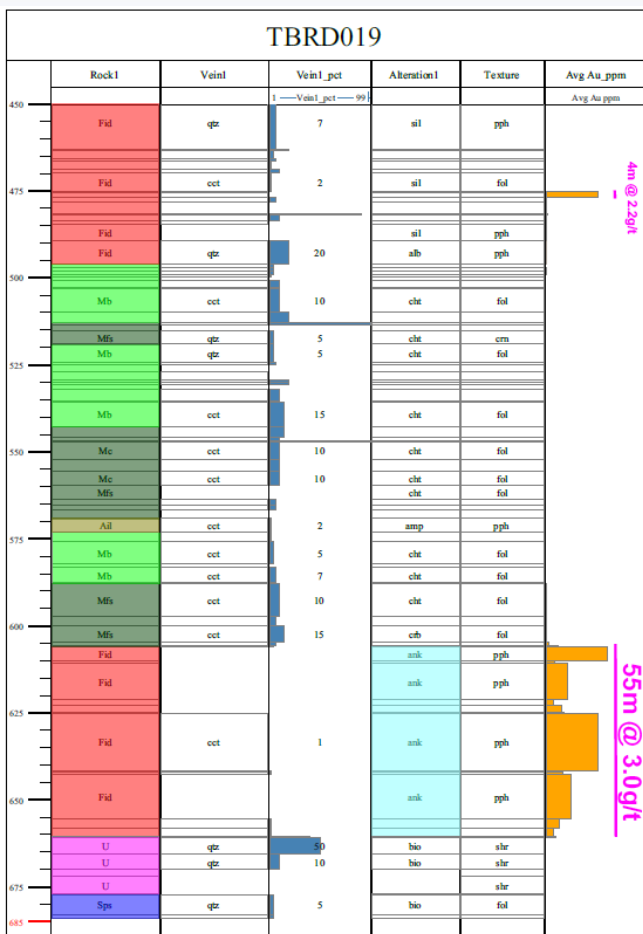 TBRD019
Rock1 Vein1 Vein1_pct Alteration1 Texture Avg Au_ppm
1 Vein1_pct 99 Avg Au ppm
450
Fid qtz 7 sil pph
4m @ 2.2g/t
Fid cct 2 sil fol
475
Fid sil pph
Fid qtz 20 alb pph
500
Mb cct 10 cht fol
Mfs qtz 5 cht crn
Mb qtz 5 cht fol
525
Mb cct 15 cht fol
550
Mc cct 10 cht fol
Mc cct 10 cht fol
Mfs cht fol
Ail cct 2 amp pph
575
Mb cct 5 cht fol
Mb cct 7 cht fol
Mfs cct 10 cht fol
600
Mfs cct 15 crb fol
Fid ank pph
Fid ank pph
55m @ 3.0g/t
625
Fid cct 1 ank pph
650
Fid ank pph
U qtz 50 bio shr
U qtz 10 bio shr
675
U shr
Sps qtz 5 bio fol
685